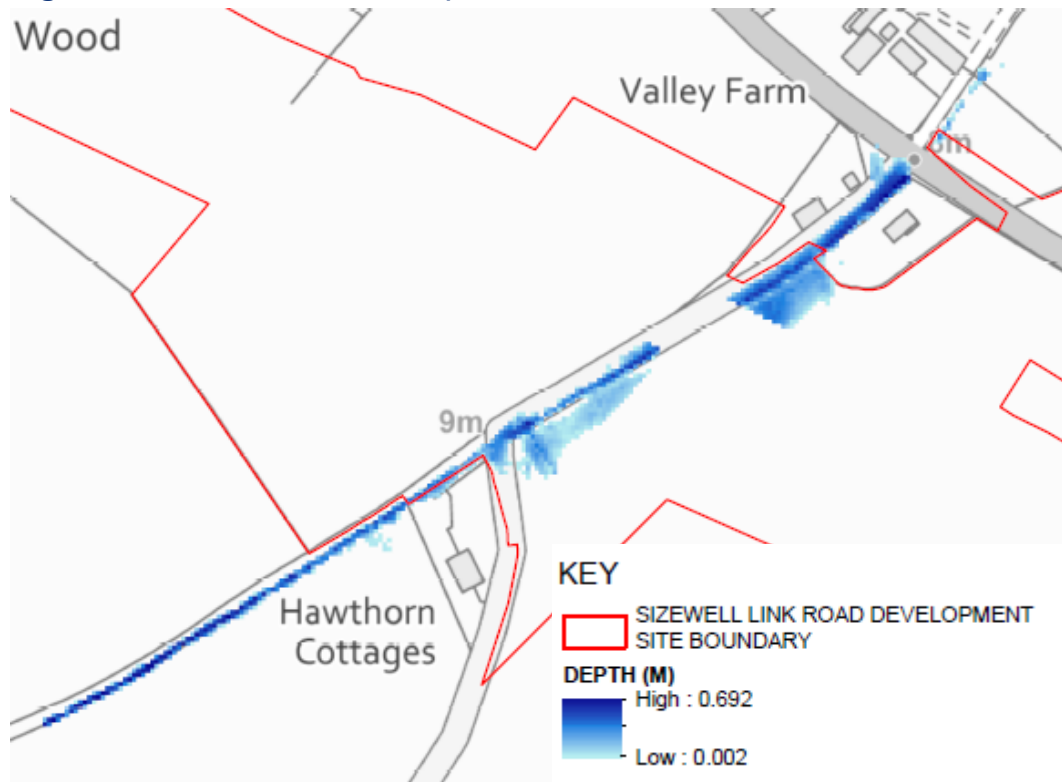 Wood
Valley Farm
9m
Hawthorn
Cottages
KEY
SIZEWELL LINK ROAD DEVELOPMENT
SITE BOUNDARY
DEPTH (M)
High : 0.692
Low : 0.002